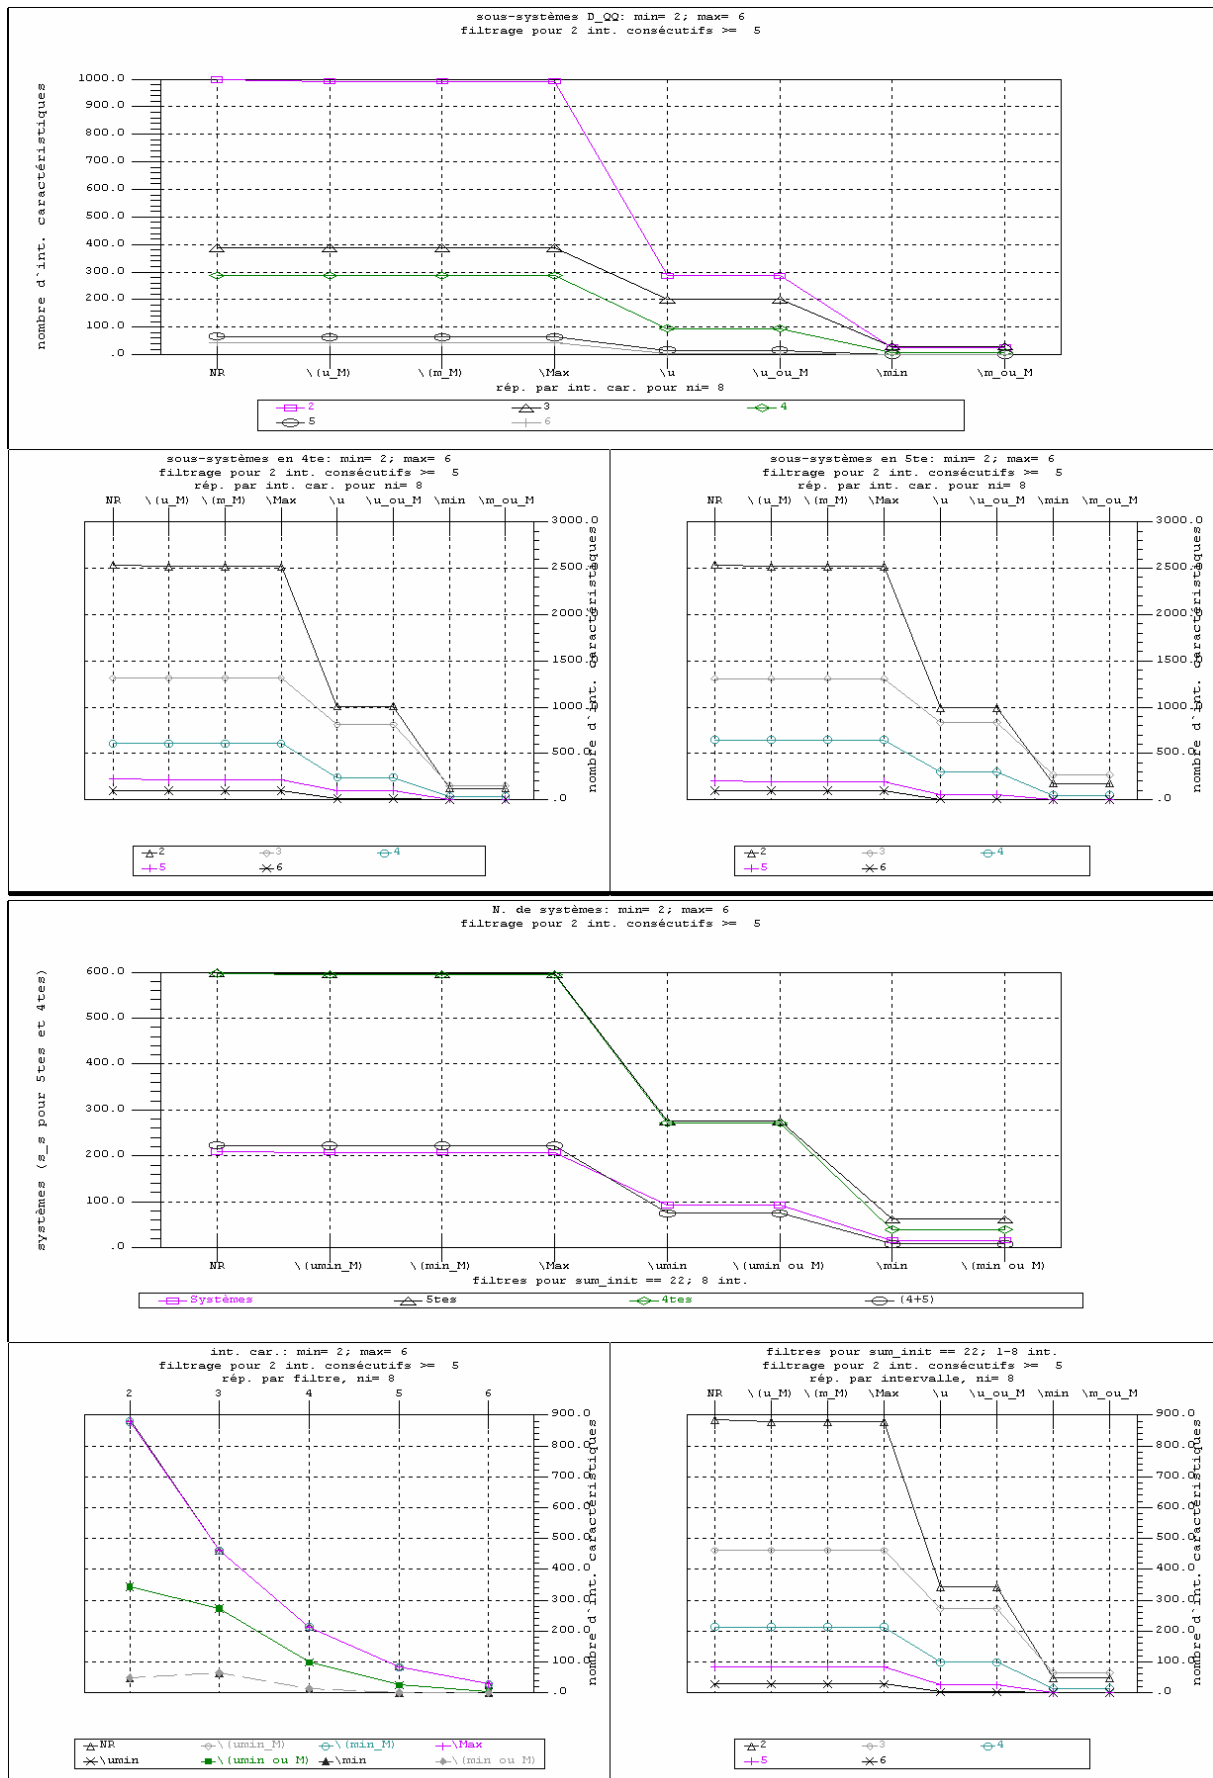 sous-systèmes D_QQ: min= 2; max= 6
filtrage pour 2 int. consécutifs >= 5
nombre d`int. caractéristiques
1000.0
900.0
800.0
700.0
600.0
500.0
400.0
300.0
200.0
100.0
.0
NR \(u_M) \(m_M) \Max \u \u_ou_M \min \m_ou_M
rép. par int. car. pour ni= 8
2 3 4
5 6
sous-systèmes en 4te: min= 2; max= 6
filtrage pour 2 int. consécutifs >= 5
rép. par int. car. pour ni= 8
NR \(u_M) \(m_M) \Max \u \u_ou_M \min \m_ou_M
3000.0
2500.0
2000.0
1500.0
1000.0
500.0
.0
nombre d`int. caractéristiques
2 3 4
5 6
sous-systèmes en 5te: min= 2; max= 6
filtrage pour 2 int. consécutifs >= 5
rép. par int. car. pour ni= 8
NR \(u_M) \(m_M) \Max \u \u_ou_M \min \m_ou_M
3000.0
2500.0
2000.0
1500.0
1000.0
500.0
.0
nombre d`int. caractéristiques
2 3 4
5 6
N. de systèmes: min= 2; max= 6
filtrage pour 2 int. consécutifs >= 5
systèmes (s_s pour 5tes et 4tes)
600.0
500.0
400.0
300.0
200.0
100.0
.0
NR \(umin_M) \(min_M) \Max \umin \(umin ou M) \min \(min ou M)
filtres pour sum_init == 22; 8 int.
Systèmes 5tes 4tes (4+5)
int. car.: min= 2; max= 6
filtrage pour 2 int. consécutifs >= 5
rép. par filtre, ni= 8
2 3 4 5 6
900.0
800.0
700.0
600.0
500.0
400.0
300.0
200.0
100.0
.0
nombre d`int. caractéristiques
NR \(umin_M) \(min_M) \Max
\umin \(umin ou M) \min \(min ou M)
filtres pour sum_init == 22; 1-8 int.
filtrage pour 2 int. consécutifs >= 5
rép. par intervalle, ni= 8
NR \(u_M) \(m_M) \Max \u \u_ou_M \min \m_ou_M
900.0
800.0
700.0
600.0
500.0
400.0
300.0
200.0
100.0
.0
nombre d`int. caractéristiques
2 3 4
5 6